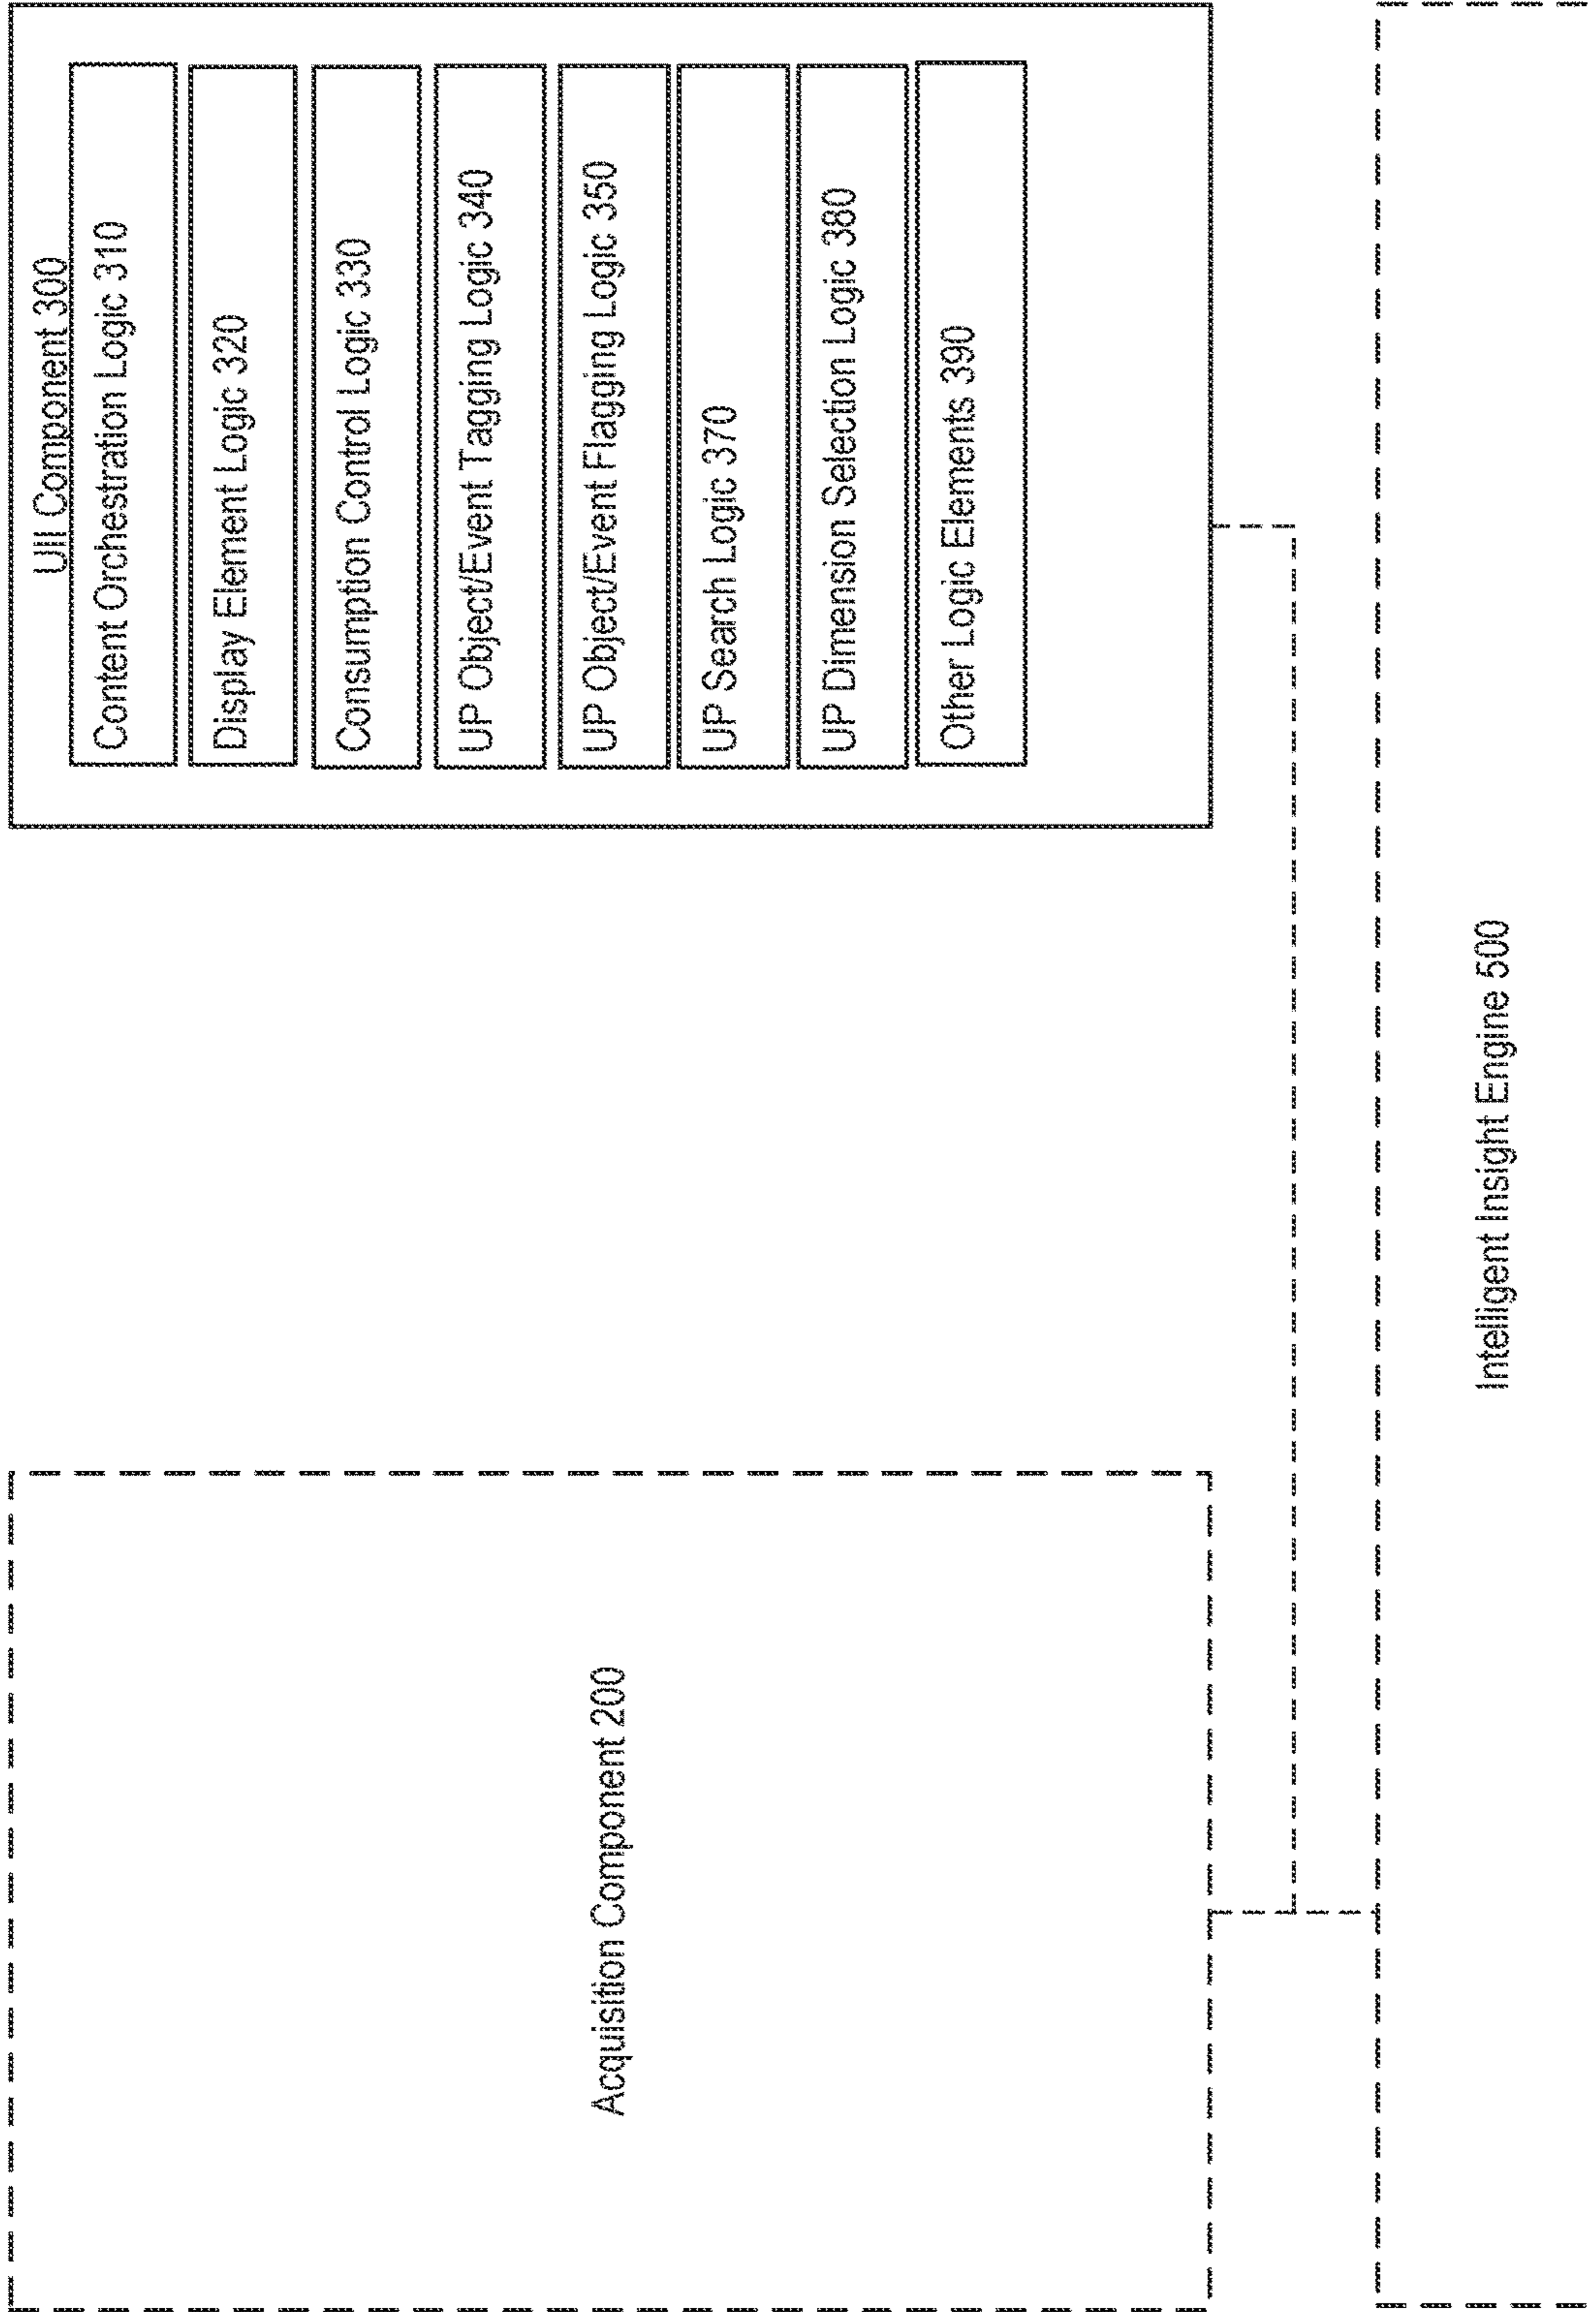 UII Component 300
Content Orchestration Logic 310
Display Element Logic 320
Consumption Control Logic 330
UP Object/Event Tagging Logic 340
UP Object/Event Flagging Logic 350
UP Search Logic 370
UP Dimension Selection Logic 380
Other Logic Elements 390
Acquisition Component 200
Intelligent Insight Engine 500